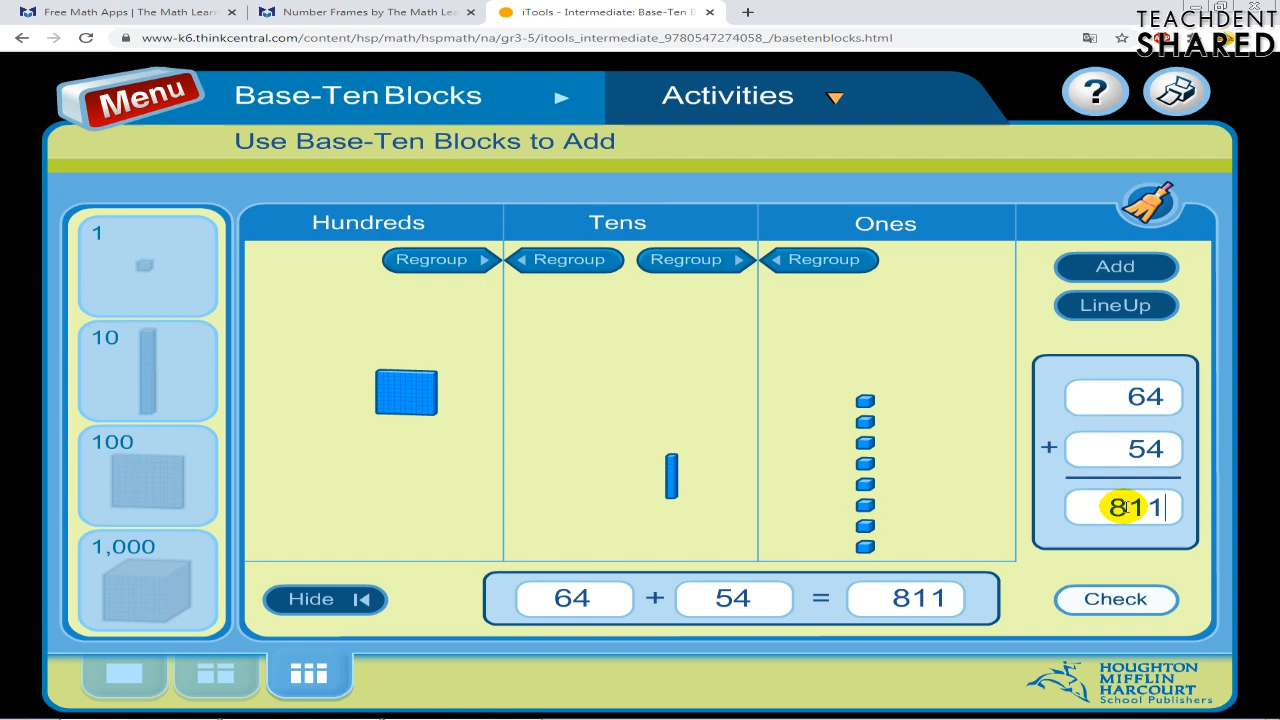 Free Math Apps | The Math Lear
Number Frames by The Math Le
iTools - Intermediate: Base-Ten B
www-k6.thinkcentral.com/content/hsp/math/hspmath/na/gr3-5/itools_intermediate_9780547274058_/basetenblocks.html
TEACHDENT
SHARED
Menu
Base-Ten Blocks
Activities
?
Use Base-Ten Blocks to Add
1
10
100
1,000
Hundreds
Tens
Ones
Regroup
Regroup
Regroup
Regroup
Add
LineUp
64
+ 54
811
Hide
64 + 54 = 811
Check
HOUGHTON
MIFFLIN
HARCOURT
School Publishers